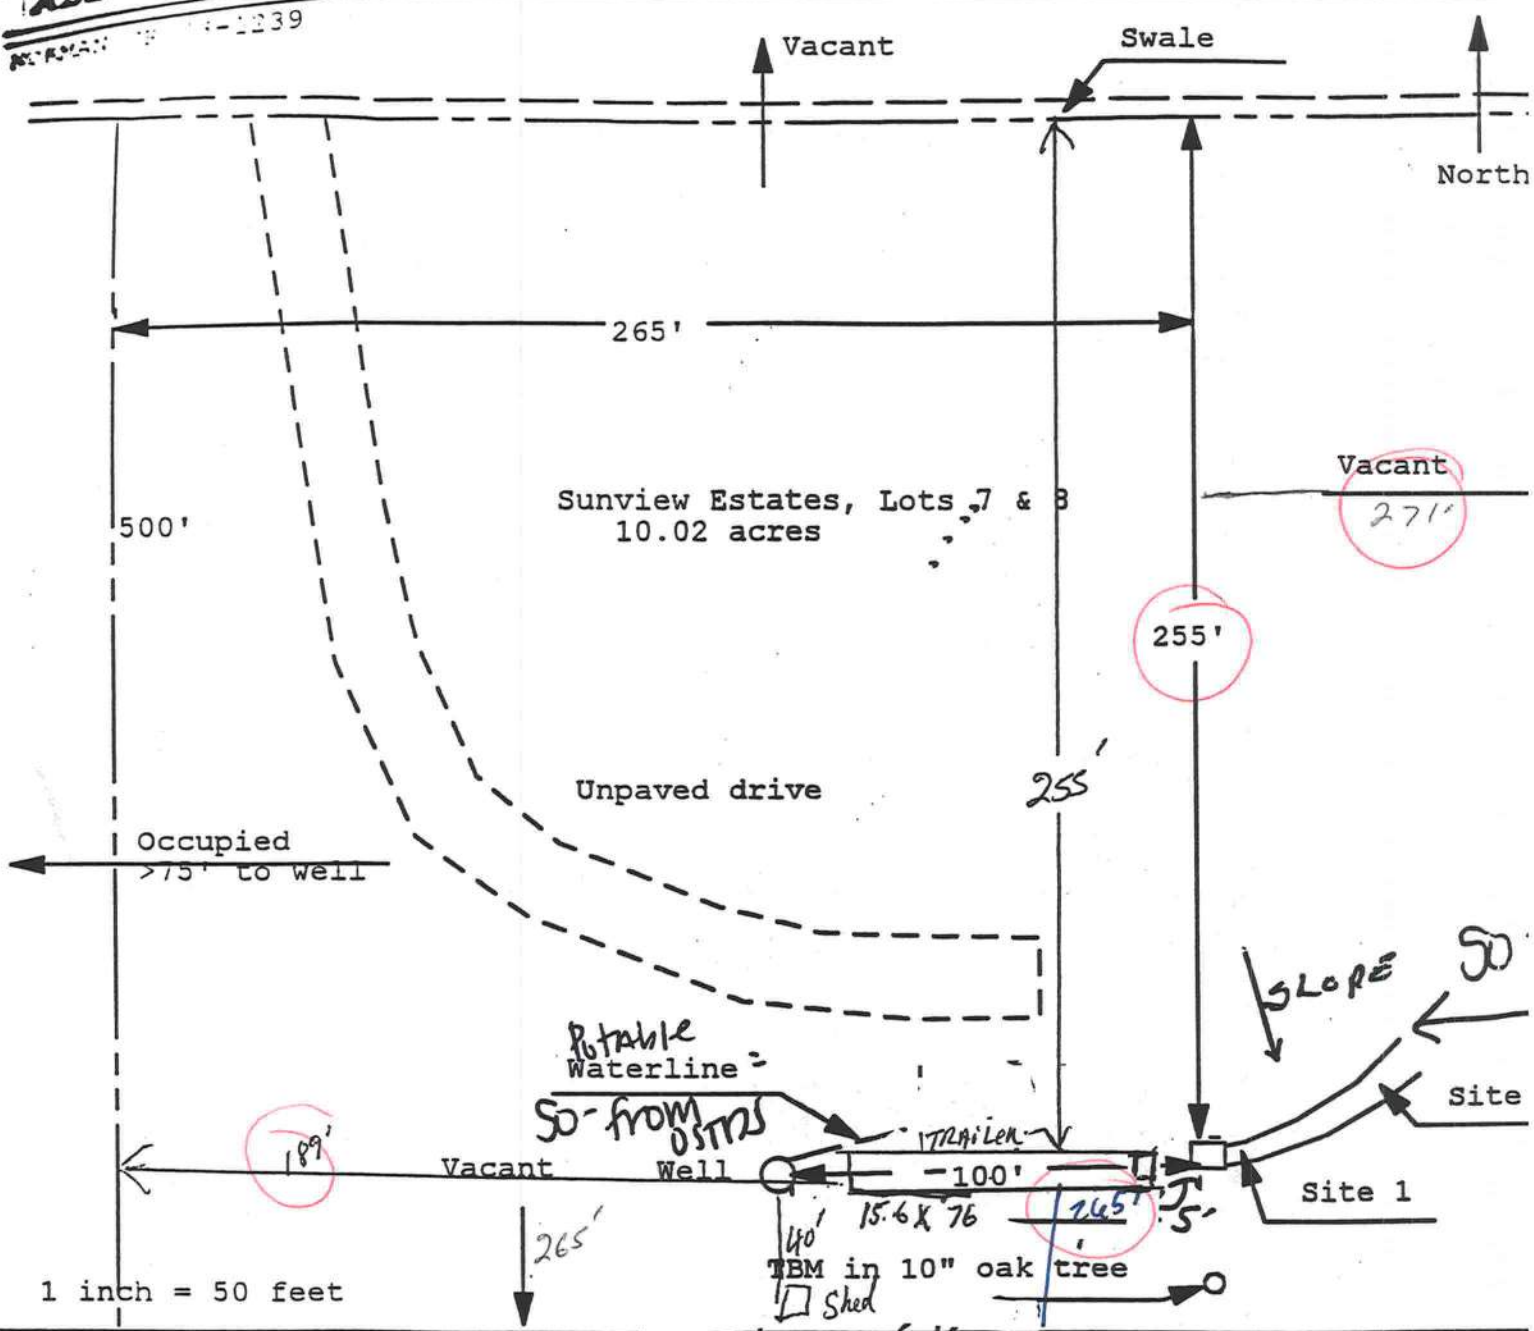 -1239
Vacant
Swale
North
265'
Vacant
271'
Sunview Estates, Lots 7 & 8
10.02 acres
500'
255'
Unpaved drive
255'
Occupied
>75' to well
SLOPE
50'
Potable
Waterline
Site
50- from
OSTDS
TRAILER
189'
Vacant
Well
100'
Site 1
15.6 X 76
265'
5'
265'
40'
TBM in 10" oak tree
1 inch = 50 feet
Shed